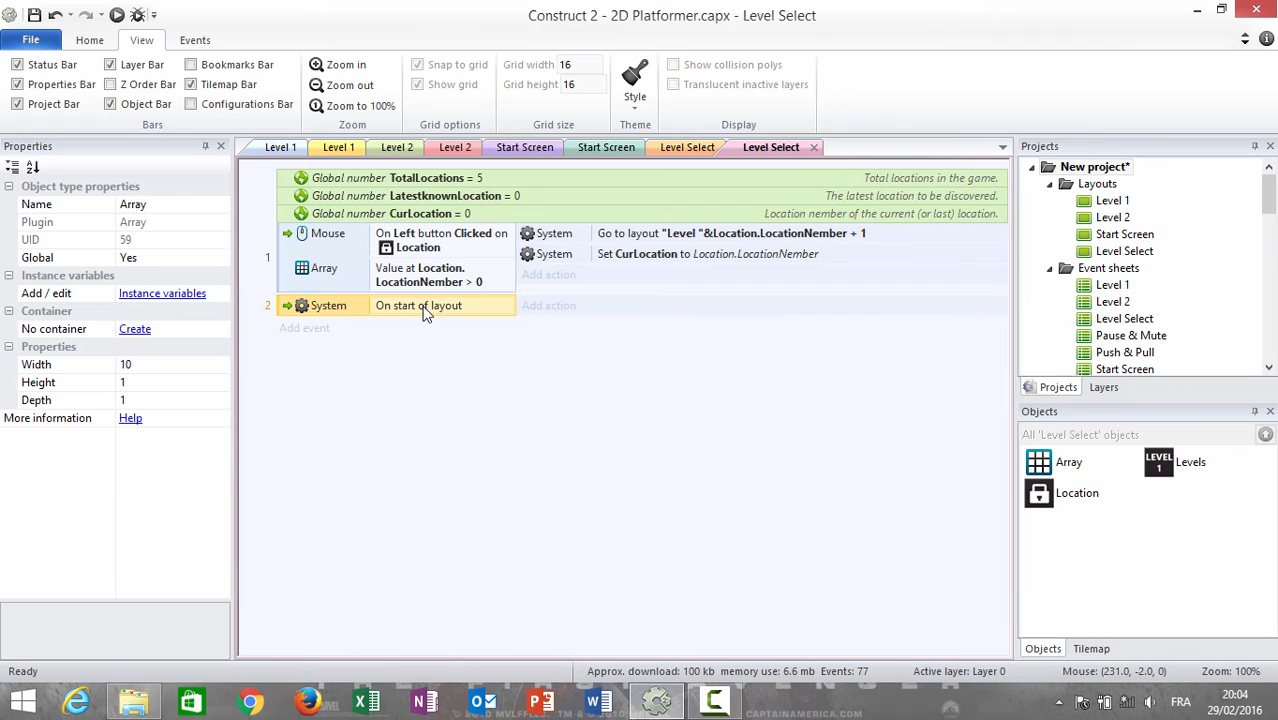 Construct 2 - 2D Platformer.capx - Level Select
File Home View Events
Status Bar Layer Bar Bookmarks Bar
Properties Bar Z Order Bar Tilemap Bar
Project Bar Object Bar Configurations Bar
Bars
Zoom in
Zoom out
Zoom to 100%
Zoom
Snap to grid
Show grid
Grid options
Grid width 16
Grid height 16
Grid size
Style
Theme
Show collision polys
Translucent inactive layers
Display
Properties
Object type properties
Name Array
Plugin Array
UID 59
Global Yes
Instance variables
Add / edit Instance variables
Container
No container Create
Properties
Width 10
Height 1
Depth 1
More information Help
Level 1 Level 1 Level 2 Level 2 Start Screen Start Screen Level Select Level Select
Global number TotalLocations = 5 Total locations in the game.
Global number LatestknownLocation = 0 The latest location to be discovered.
Global number CurLocation = 0 Location nember of the current (or last) location.
1
Mouse On Left button Clicked on
Location
Array Value at Location.
LocationNember > 0
System Go to layout "Level "&Location.LocationNember + 1
System Set CurLocation to Location.LocationNember
Add action
2 System On start of layout Add action
Add event
Projects
New project*
Layouts
Level 1
Level 2
Start Screen
Level Select
Event sheets
Level 1
Level 2
Level Select
Pause & Mute
Push & Pull
Start Screen
Projects Layers
Objects
All 'Level Select' objects
Array
LEVEL
1
Levels
Location
Objects Tilemap
Ready Approx. download: 100 kb memory use: 6.6 mb Events: 77 Active layer: Layer 0 Mouse: (231.0, -2.0, 0) Zoom: 100%
FR
20:04
29/02/2016
CAPTAINAMERICA.COM